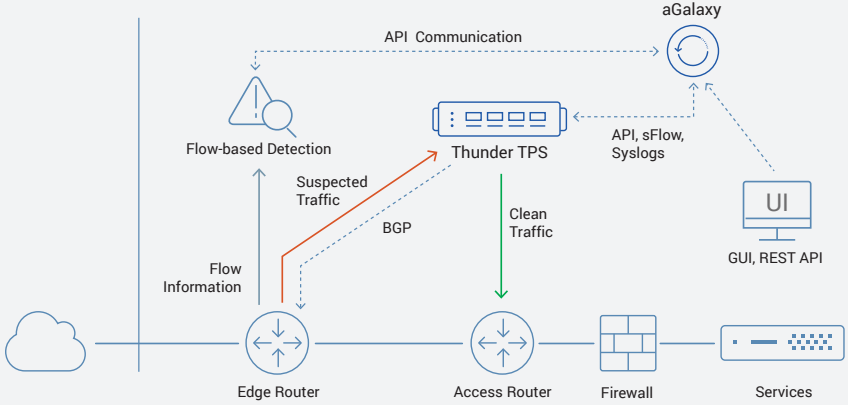 aGalaxy
API Communication
Flow-based Detection
Thunder TPS
API, sFlow,
Syslogs
Suspected
Traffic
BGP
Clean
Traffic
UI
GUI, REST API
Flow
Information
Edge Router
Access Router
Firewall
Services